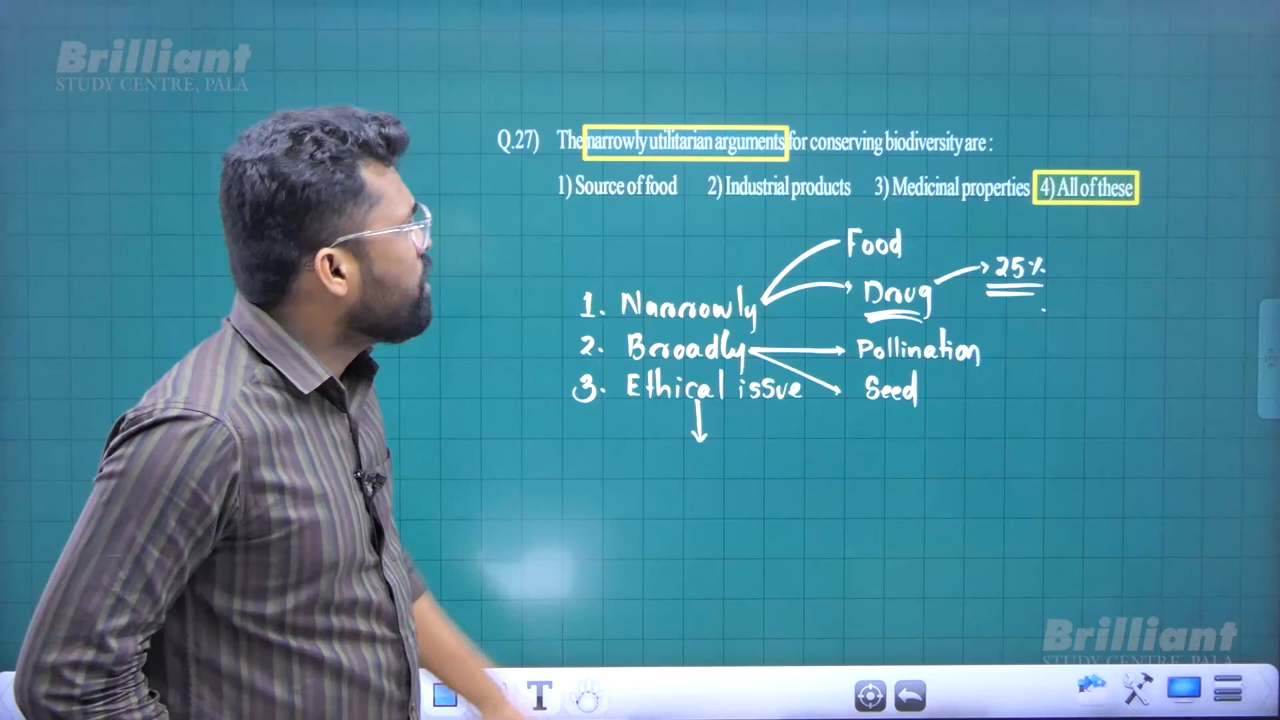 Brilliant
STUDY CENTRE, PALA
Q.27) The narrowly utilitarian arguments for conserving biodiversity are :
1) Source of food 2) Industrial products 3) Medicinal properties 4) All of these
Food
25%
1. Narrowly Drug
2. Broadly Pollination
3. Ethical issue Seed
Brilliant
STUDY CENTRE, PALA
T